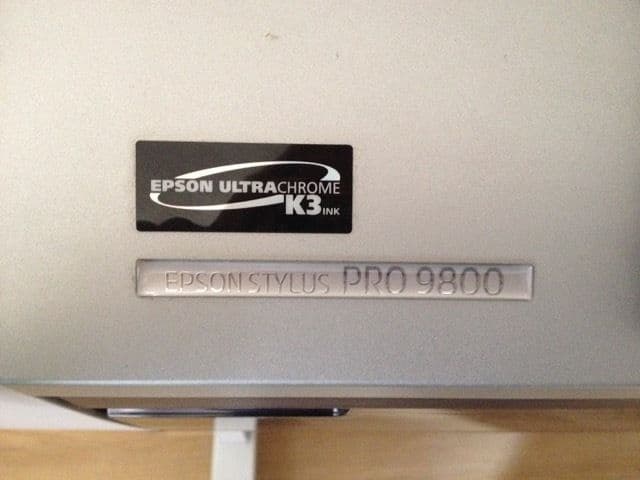 EPSON ULTRACHROME
K3 INK
EPSON STYLUS PRO 9800